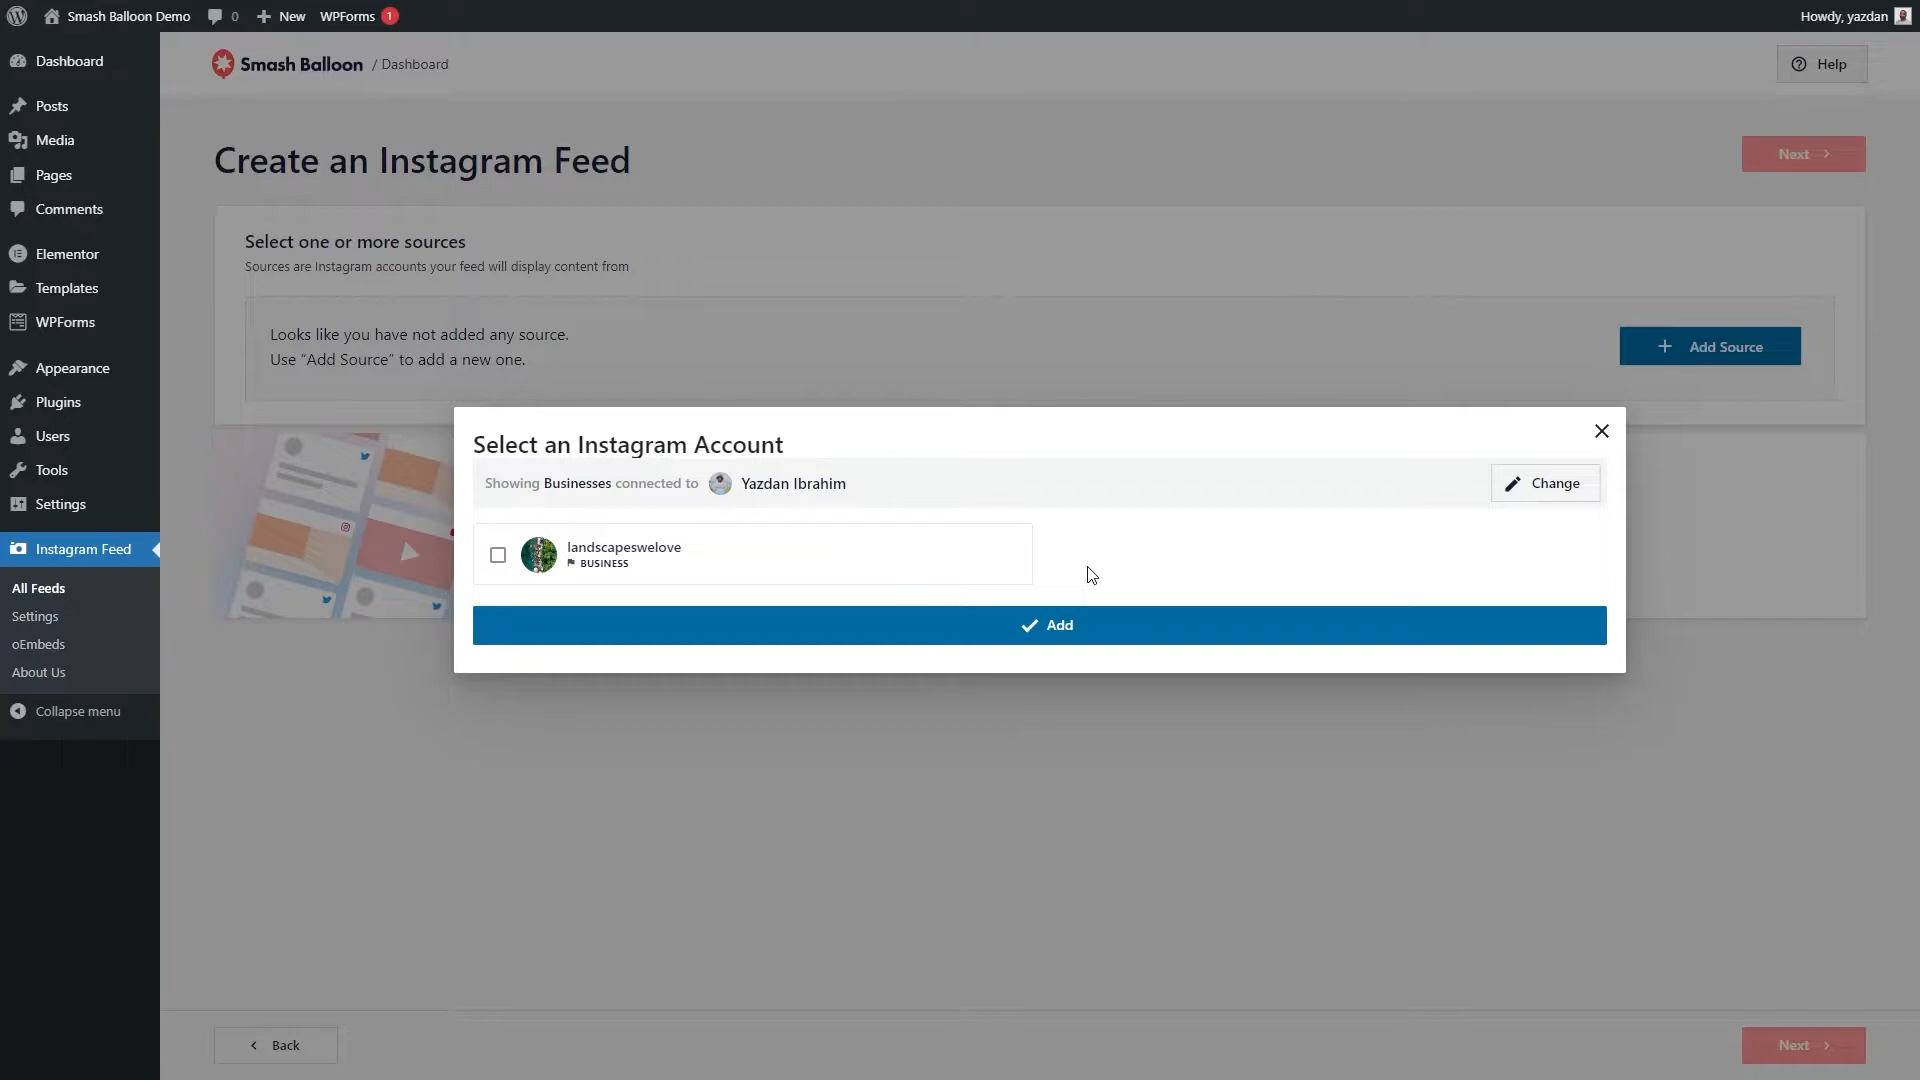 Smash Balloon Demo
0
New
WPForms
1
Howdy, yazdan
Dashboard
Posts
Media
Pages
Comments
Elementor
Templates
WPForms
Appearance
Plugins
Users
Tools
Settings
Instagram Feed
All Feeds
Settings
oEmbeds
About Us
Collapse menu
Smash Balloon / Dashboard
Help
Create an Instagram Feed
Next
Select one or more sources
Sources are Instagram accounts your feed will display content from
Looks like you have not added any source.
Use “Add Source” to add a new one.
Add Source
Select an Instagram Account
Showing Businesses connected to Yazdan Ibrahim
Change
landscapeswelove
BUSINESS
Add
Back
Next